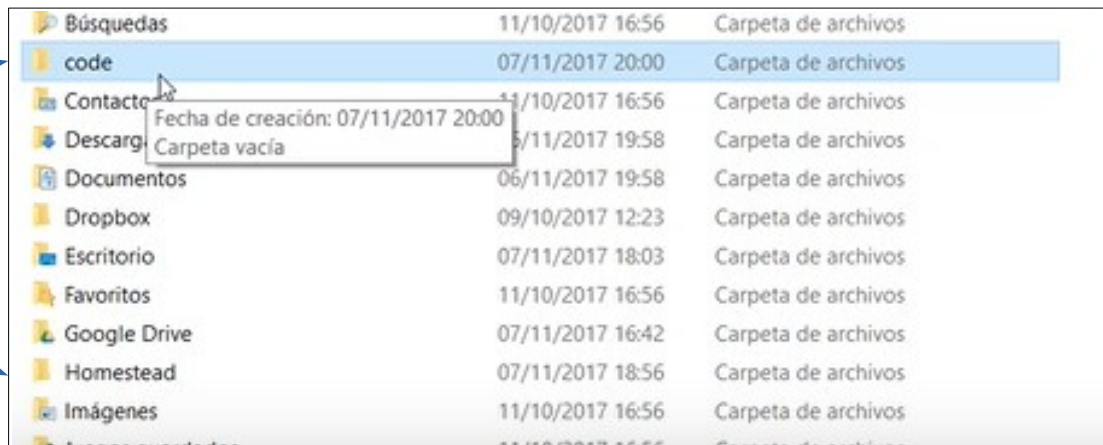 Búsquedas 11/10/2017 16:56 Carpeta de archivos
code 07/11/2017 20:00 Carpeta de archivos
Contacto 11/10/2017 16:56 Carpeta de archivos
Fecha de creación: 07/11/2017 20:00
Descarg /11/2017 19:58 Carpeta de archivos
Carpeta vacía
Documentos 06/11/2017 19:58 Carpeta de archivos
Dropbox 09/10/2017 12:23 Carpeta de archivos
Escritorio 07/11/2017 18:03 Carpeta de archivos
Favoritos 11/10/2017 16:56 Carpeta de archivos
Google Drive 07/11/2017 16:42 Carpeta de archivos
Homestead 07/11/2017 18:56 Carpeta de archivos
Imágenes 11/10/2017 16:56 Carpeta de archivos